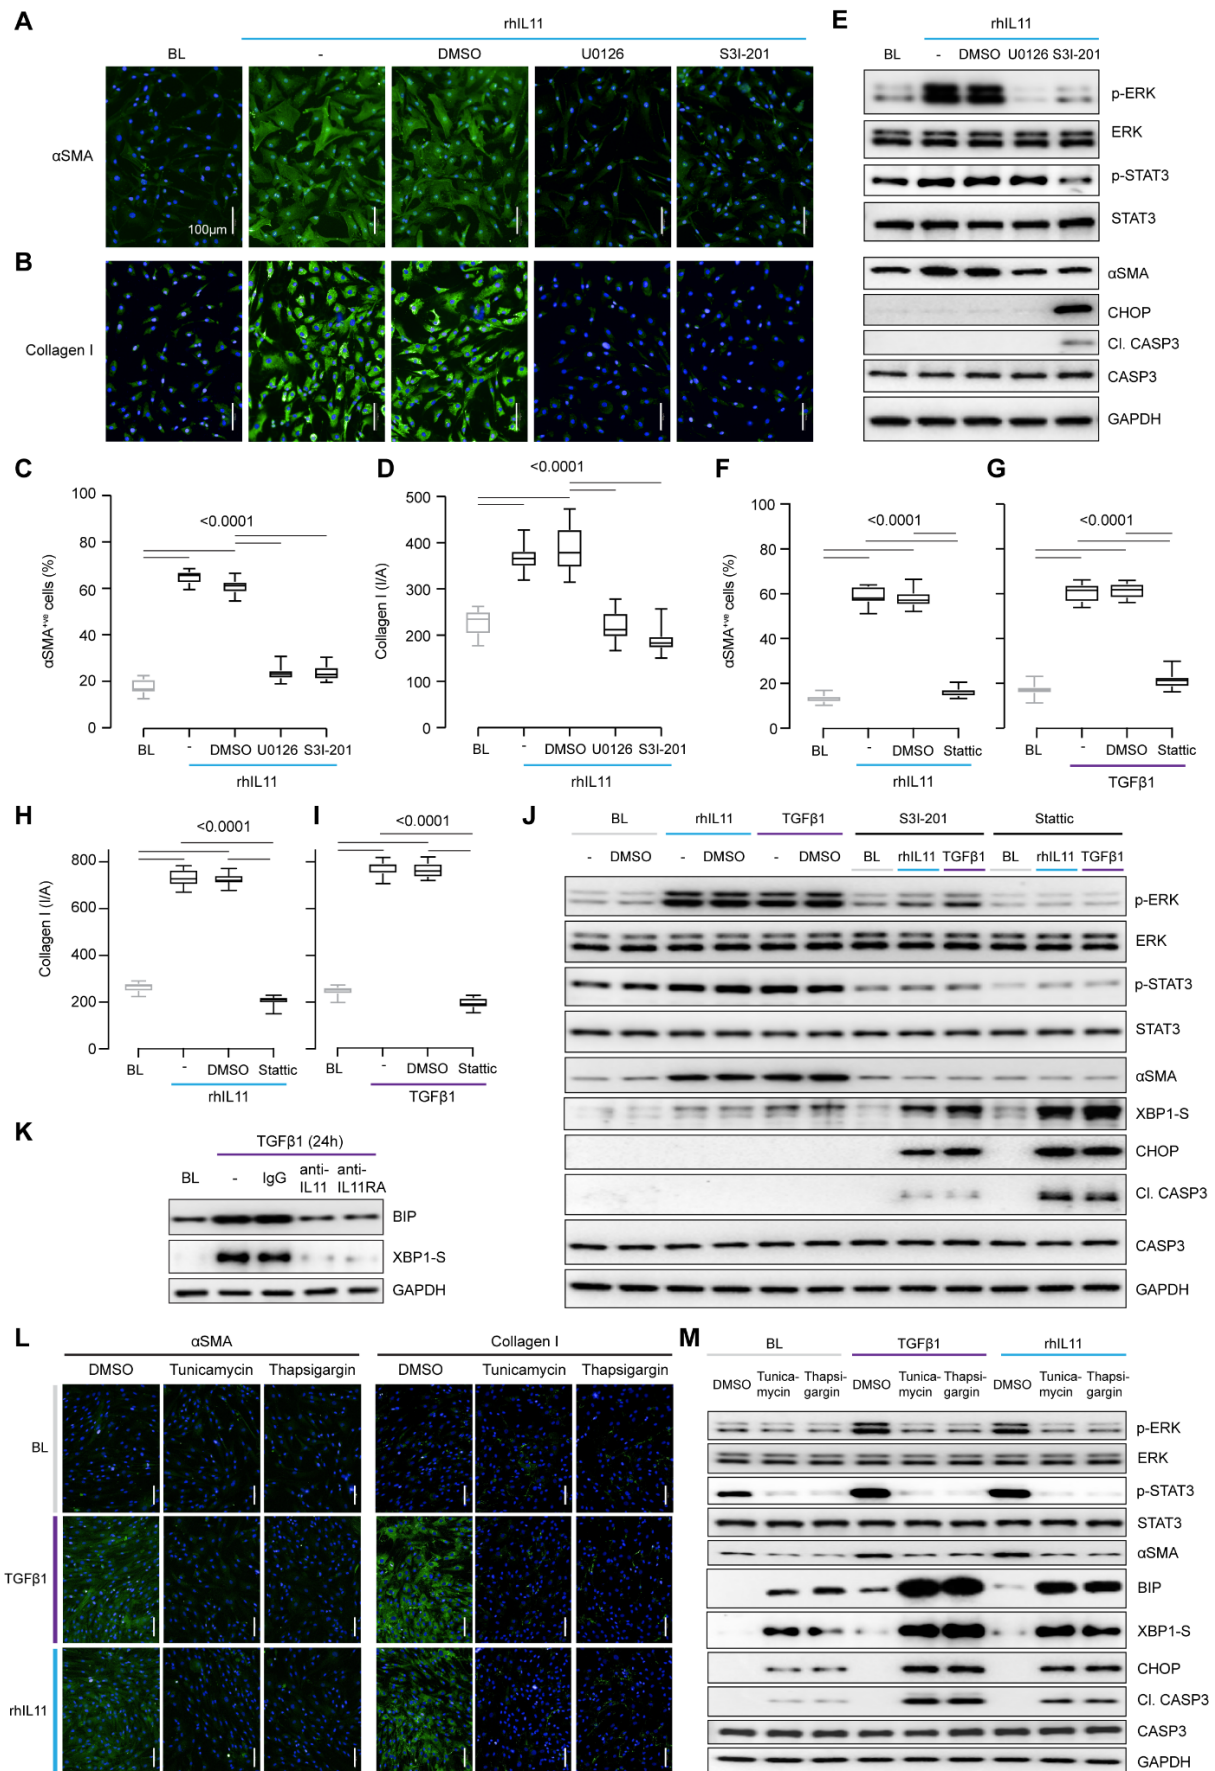 A
rhIL11
BL - DMSO U0126 S3I-201
αSMA
100µm
B
Collagen I
E
rhIL11
BL - DMSO U0126 S3I-201
p-ERK
ERK
p-STAT3
STAT3
αSMA
CHOP
Cl. CASP3
CASP3
GAPDH
C
αSMA+ve cells (%)
100
80
60
40
20
0
<0.0001
BL - DMSO U0126 S3I-201
rhIL11
D
Collagen I (I/A)
500
400
300
200
100
0
<0.0001
BL - DMSO U0126 S3I-201
rhIL11
F
αSMA+ve cells (%)
100
80
60
40
20
0
<0.0001
BL - DMSO Stattic
rhIL11
G
<0.0001
BL - DMSO Stattic
TGFβ1
H
Collagen I (I/A)
800
600
400
200
0
<0.0001
BL - DMSO Stattic
rhIL11
I
<0.0001
BL - DMSO Stattic
TGFβ1
J
BL rhIL11 TGFβ1 S3I-201 Stattic
- DMSO - DMSO - DMSO BL rhIL11 TGFβ1 BL rhIL11 TGFβ1
p-ERK
ERK
p-STAT3
STAT3
αSMA
XBP1-S
CHOP
Cl. CASP3
CASP3
GAPDH
K
TGFβ1 (24h)
BL - IgG anti- anti-
IL11 IL11RA
BIP
XBP1-S
GAPDH
L
αSMA Collagen I
DMSO Tunicamycin Thapsigargin DMSO Tunicamycin Thapsigargin
BL
TGFβ1
rhIL11
M
BL TGFβ1 rhIL11
DMSO Tunica- Thapsi- DMSO Tunica- Thapsi- DMSO Tunica- Thapsi-
mycin gargin mycin gargin mycin gargin
p-ERK
ERK
p-STAT3
STAT3
αSMA
BIP
XBP1-S
CHOP
Cl. CASP3
CASP3
GAPDH